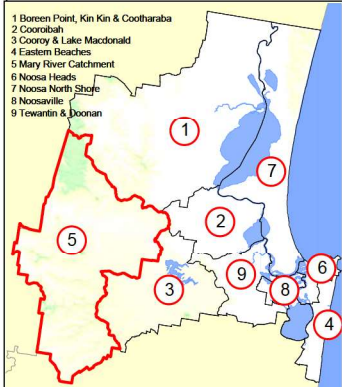 1 Boreen Point, Kin Kin & Cootharaba
2 Cooroibah
3 Cooroy & Lake Macdonald
4 Eastern Beaches
5 Mary River Catchment
6 Noosa Heads
7 Noosa North Shore
8 Noosaville
9 Tewantin & Doonan
1
7
2
5
6
9
3
8
4